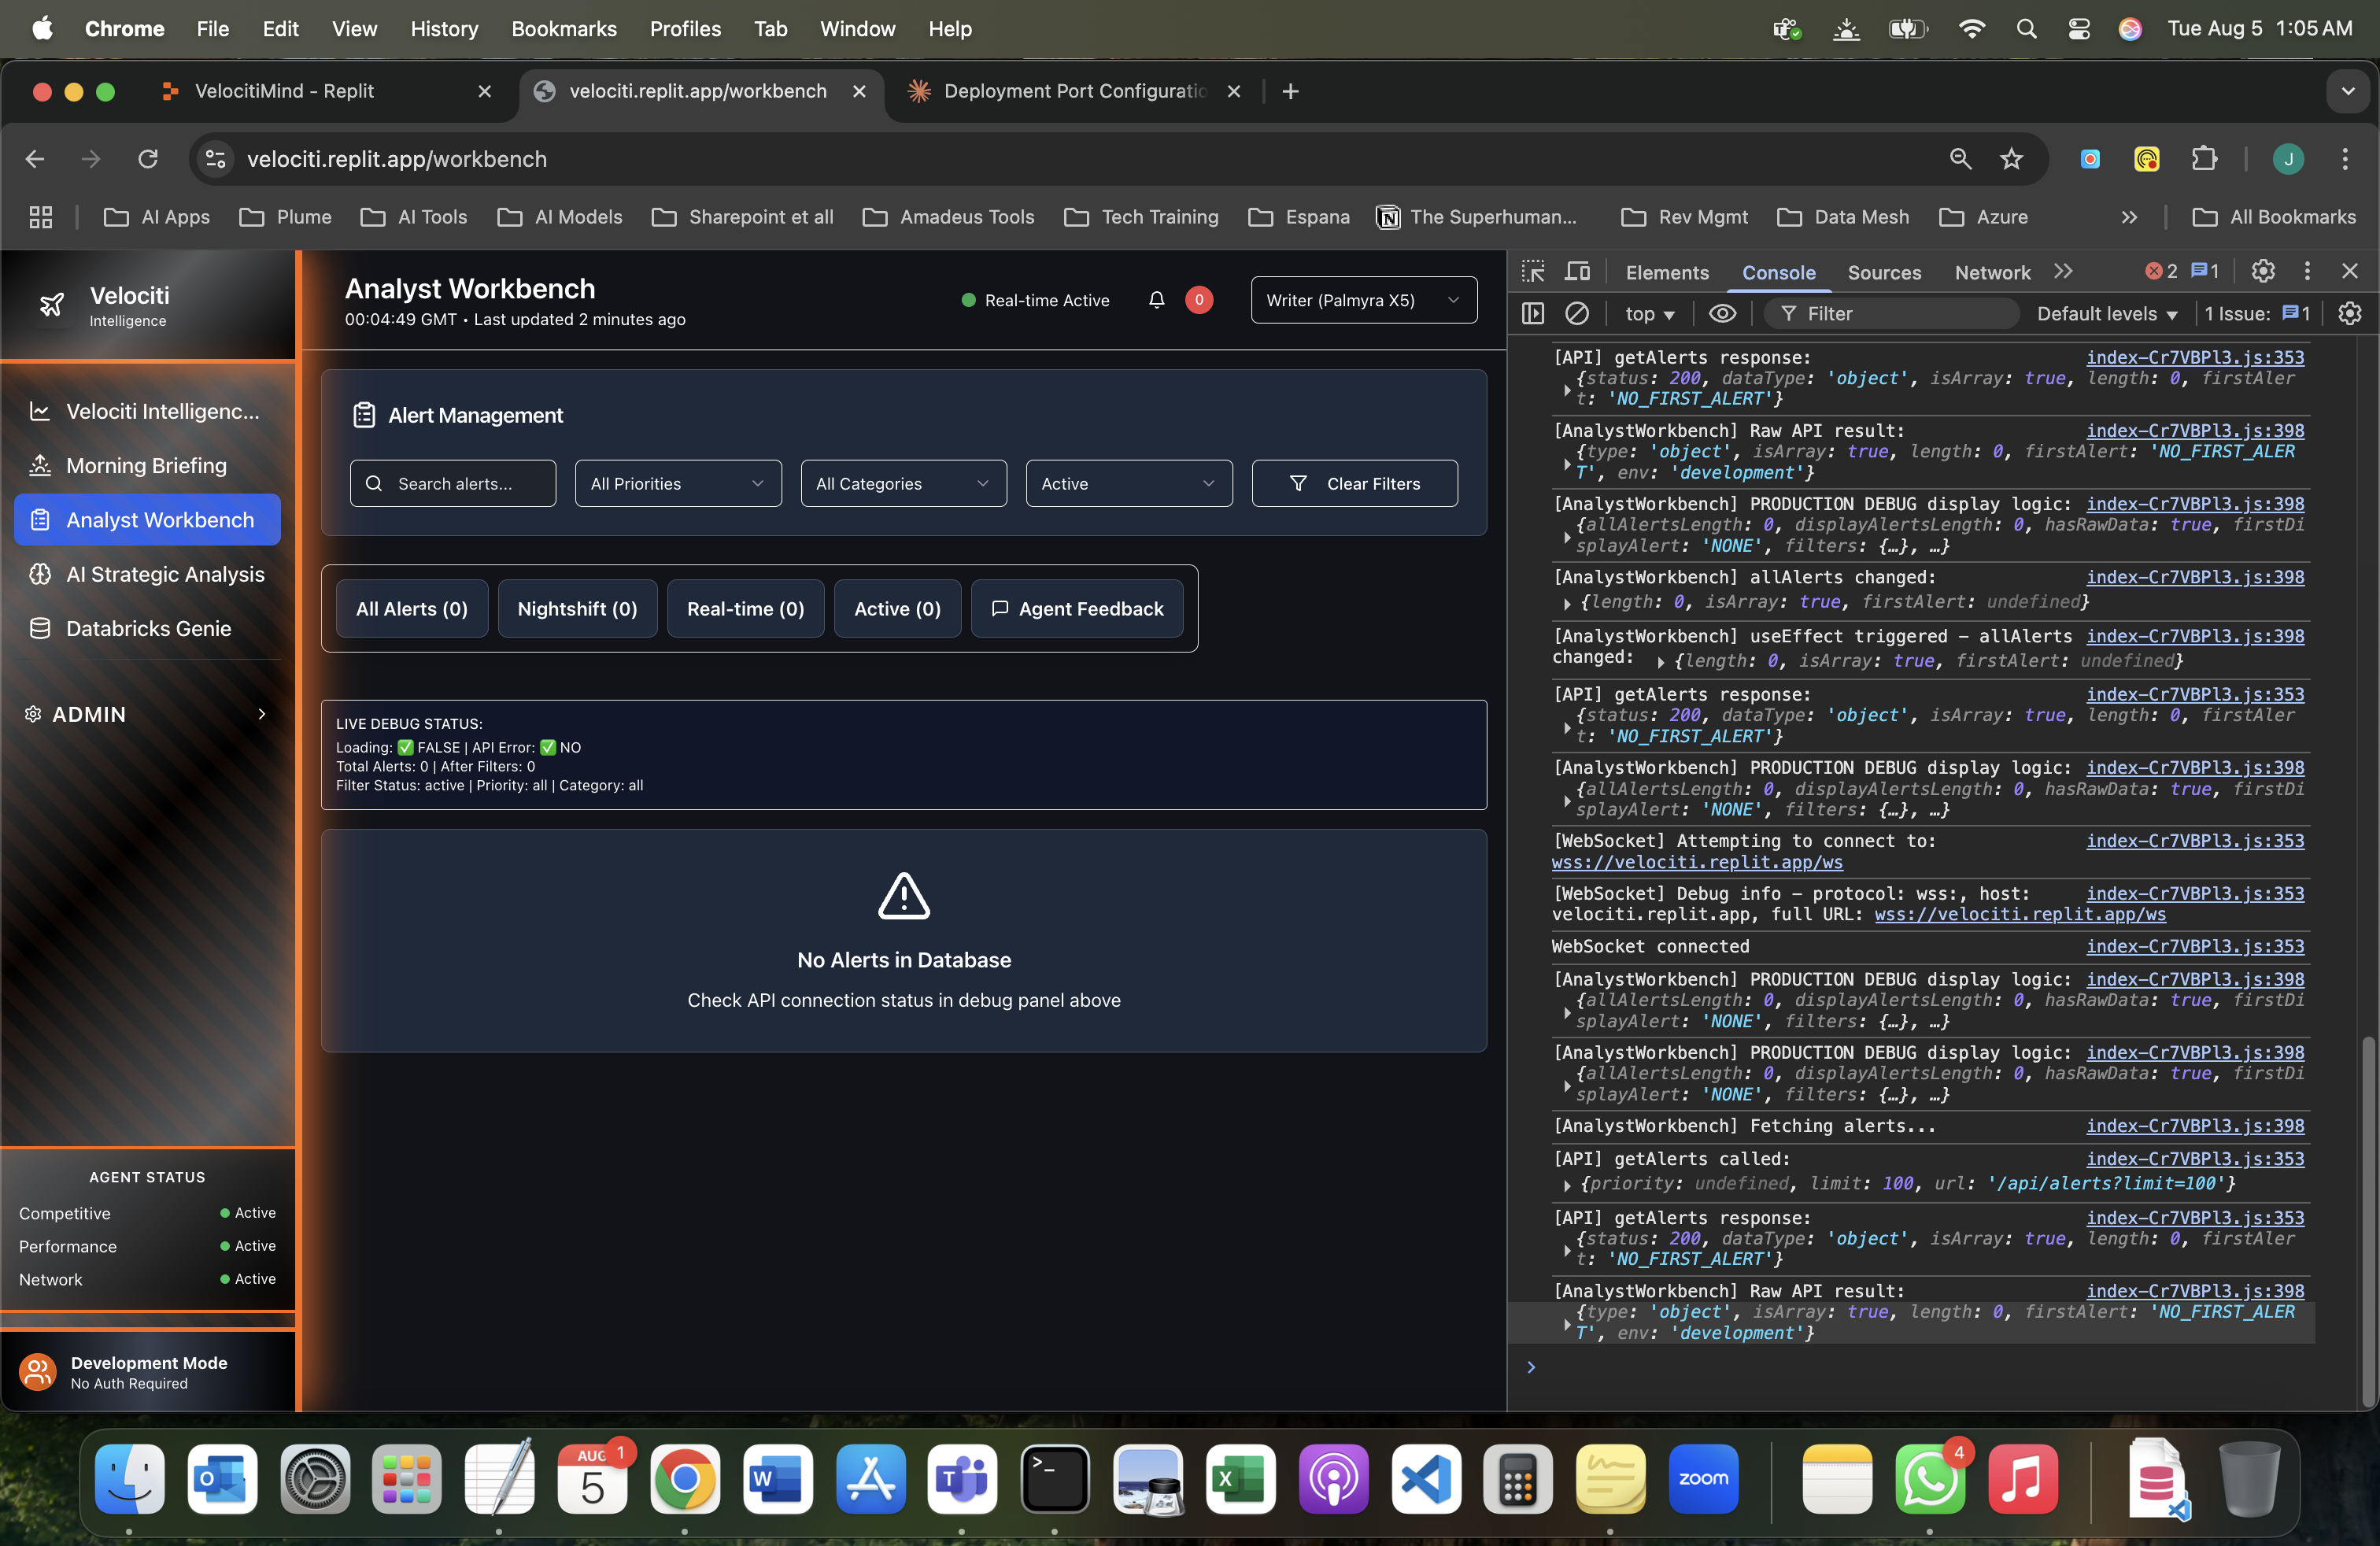 Chrome File Edit View History Bookmarks Profiles Tab Window Help
Tue Aug 5 1:05 AM
VelocitiMind - Replit
velociti.replit.app/workbench
Deployment Port Configuratio
velociti.replit.app/workbench
J
AI Apps Plume AI Tools AI Models Sharepoint et all Amadeus Tools Tech Training Espana The Superhuman... Rev Mgmt Data Mesh Azure
All Bookmarks
Velociti
Intelligence
Velociti Intelligenc...
Morning Briefing
Analyst Workbench
AI Strategic Analysis
Databricks Genie
ADMIN
AGENT STATUS
Competitive Active
Performance Active
Network Active
Development Mode
No Auth Required
Analyst Workbench
00:04:49 GMT • Last updated 2 minutes ago
Real-time Active
0
Writer (Palmyra X5)
Alert Management
Search alerts... All Priorities All Categories Active Clear Filters
All Alerts (0) Nightshift (0) Real-time (0) Active (0) Agent Feedback
LIVE DEBUG STATUS:
Loading: ✅ FALSE | API Error: ✅ NO
Total Alerts: 0 | After Filters: 0
Filter Status: active | Priority: all | Category: all
No Alerts in Database
Check API connection status in debug panel above
Elements Console Sources Network 2 1
top Filter Default levels 1 Issue: 1
[API] getAlerts response: index-Cr7VBPl3.js:353
{status: 200, dataType: 'object', isArray: true, length: 0, firstAler
t: 'NO_FIRST_ALERT'}
[AnalystWorkbench] Raw API result: index-Cr7VBPl3.js:398
{type: 'object', isArray: true, length: 0, firstAlert: 'NO_FIRST_ALER
T', env: 'development'}
[AnalystWorkbench] PRODUCTION DEBUG display logic: index-Cr7VBPl3.js:398
{allAlertsLength: 0, displayAlertsLength: 0, hasRawData: true, firstDi
splayAlert: 'NONE', filters: {…}, …}
[AnalystWorkbench] allAlerts changed: index-Cr7VBPl3.js:398
{length: 0, isArray: true, firstAlert: undefined}
[AnalystWorkbench] useEffect triggered - allAlerts index-Cr7VBPl3.js:398
changed: {length: 0, isArray: true, firstAlert: undefined}
[API] getAlerts response: index-Cr7VBPl3.js:353
{status: 200, dataType: 'object', isArray: true, length: 0, firstAler
t: 'NO_FIRST_ALERT'}
[AnalystWorkbench] PRODUCTION DEBUG display logic: index-Cr7VBPl3.js:398
{allAlertsLength: 0, displayAlertsLength: 0, hasRawData: true, firstDi
splayAlert: 'NONE', filters: {…}, …}
[WebSocket] Attempting to connect to: index-Cr7VBPl3.js:353
wss://velociti.replit.app/ws
[WebSocket] Debug info - protocol: wss:, host: index-Cr7VBPl3.js:353
velociti.replit.app, full URL: wss://velociti.replit.app/ws
WebSocket connected index-Cr7VBPl3.js:353
[AnalystWorkbench] PRODUCTION DEBUG display logic: index-Cr7VBPl3.js:398
{allAlertsLength: 0, displayAlertsLength: 0, hasRawData: true, firstDi
splayAlert: 'NONE', filters: {…}, …}
[AnalystWorkbench] PRODUCTION DEBUG display logic: index-Cr7VBPl3.js:398
{allAlertsLength: 0, displayAlertsLength: 0, hasRawData: true, firstDi
splayAlert: 'NONE', filters: {…}, …}
[AnalystWorkbench] Fetching alerts... index-Cr7VBPl3.js:398
[API] getAlerts called: index-Cr7VBPl3.js:353
{priority: undefined, limit: 100, url: '/api/alerts?limit=100'}
[API] getAlerts response: index-Cr7VBPl3.js:353
{status: 200, dataType: 'object', isArray: true, length: 0, firstAler
t: 'NO_FIRST_ALERT'}
[AnalystWorkbench] Raw API result: index-Cr7VBPl3.js:398
{type: 'object', isArray: true, length: 0, firstAlert: 'NO_FIRST_ALER
T', env: 'development'}
AUG 1
5
zoom
4